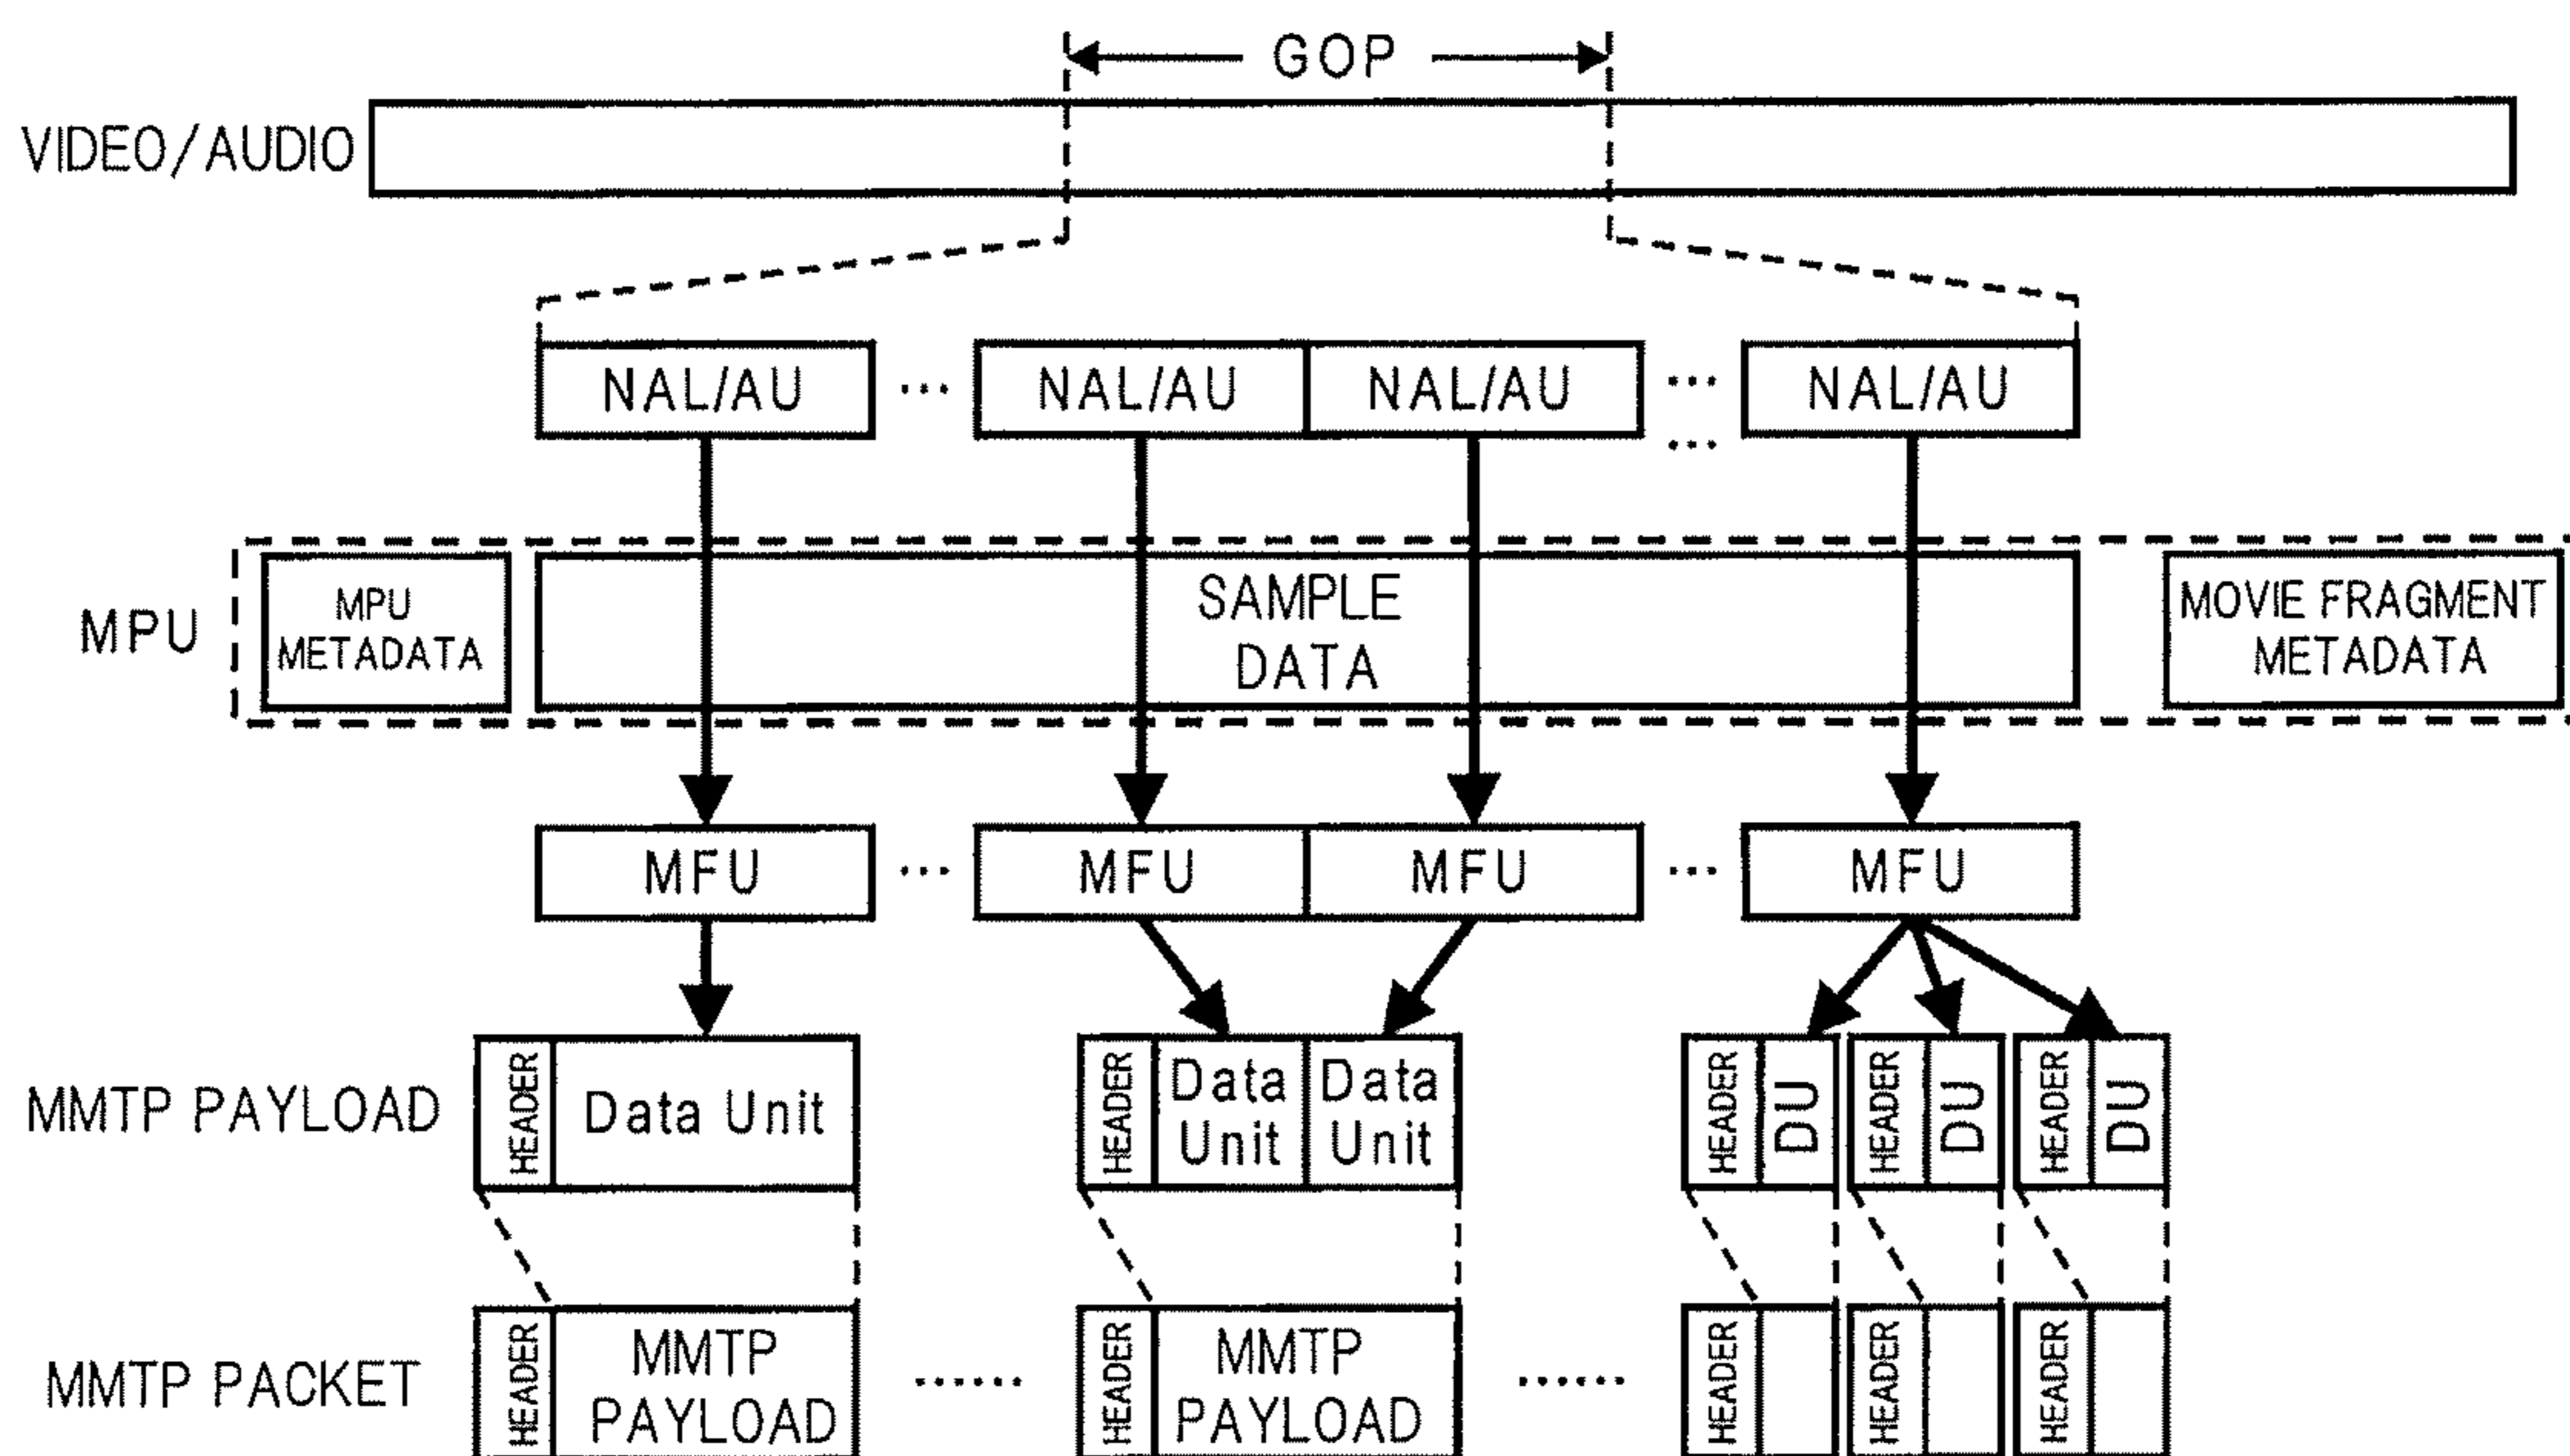 GOP
VIDEO/AUDIO
NAL/AU ... NAL/AU NAL/AU ... NAL/AU
...
MPU
MPU
METADATA
SAMPLE
DATA
MOVIE FRAGMENT
METADATA
MFU ... MFU MFU ... MFU
MMTP PAYLOAD
HEADER
Data Unit
HEADER
Data
Unit
Data
Unit
HEADER
DU
HEADER
DU
HEADER
DU
MMTP PACKET
HEADER
MMTP
PAYLOAD
......
HEADER
MMTP
PAYLOAD
......
HEADER
HEADER
HEADER